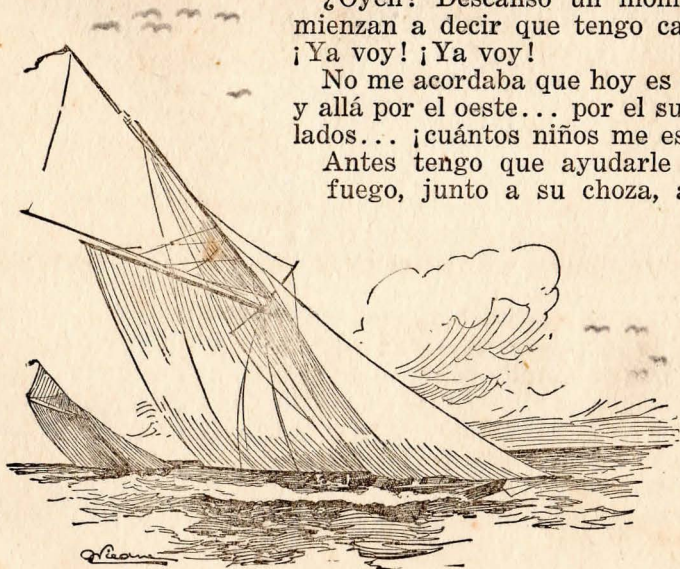 ¿Oyen? Descanso un mom
mienzan a decir que tengo ca
¡Ya voy! ¡Ya voy!
No me acordaba que hoy es
y allá por el oeste... por el su
lados... ¡cuántos niños me es
Antes tengo que ayudarle
fuego, junto a su choza, a